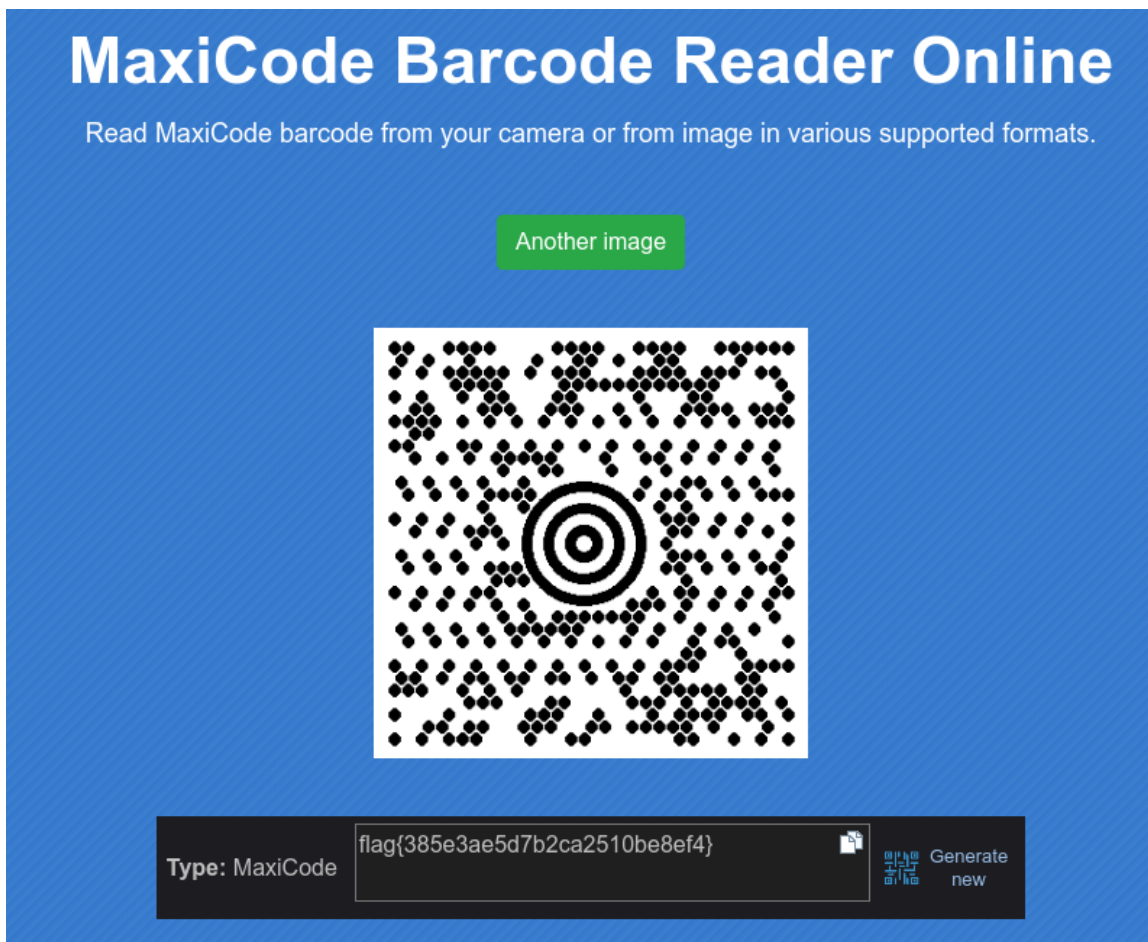 MaxiCode Barcode Reader Online
Read MaxiCode barcode from your camera or from image in various supported formats.
Another image
Type: MaxiCode
flag{385e3ae5d7b2ca2510be8ef4}
Generate
new